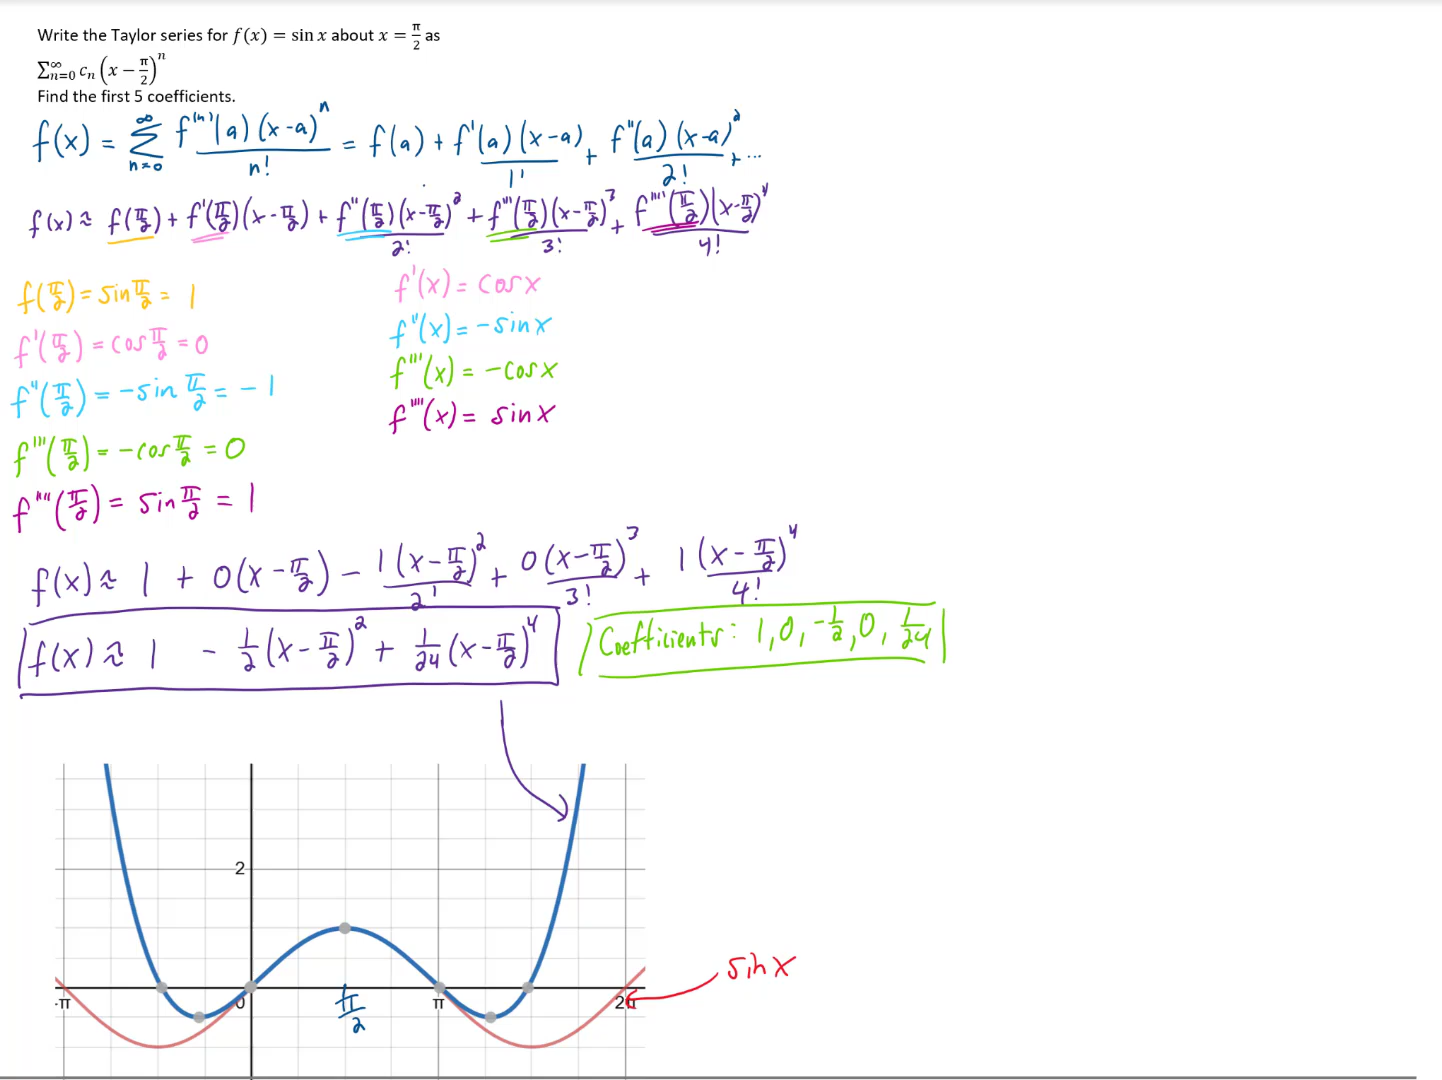 Write the Taylor series for f(x) = sin x about x = π/2 as
∑_{n=0}^{∞} c_n (x − π/2)^n
Find the first 5 coefficients.
f(x) = ∑_{n=0}^{∞} f^{(n)}(a)(x-a)^n / n! = f(a) + f'(a)(x-a) / 1! + f''(a)(x-a)^2 / 2! + ...
f(x) ≈ f(π/2) + f'(π/2)(x-π/2) + f''(π/2)(x-π/2)^2 / 2! + f'''(π/2)(x-π/2)^3 / 3! + f''''(π/2)(x-π/2)^4 / 4!
f(π/2) = sin π/2 = 1
f'(x) = cos x
f'(π/2) = cos π/2 = 0
f''(x) = -sin x
f''(π/2) = -sin π/2 = -1
f'''(x) = -cos x
f''''(x) = sin x
f'''(π/2) = -cos π/2 = 0
f''''(π/2) = sin π/2 = 1
f(x) ≈ 1 + 0(x-π/2) - 1(x-π/2)^2 / 2! + 0(x-π/2)^3 / 3! + 1(x-π/2)^4 / 4!
f(x) ≈ 1 - 1/2 (x-π/2)^2 + 1/24 (x-π/2)^4
Coefficients: 1, 0, -1/2, 0, 1/24
2
sin x
-π
0
π/2
π
2π